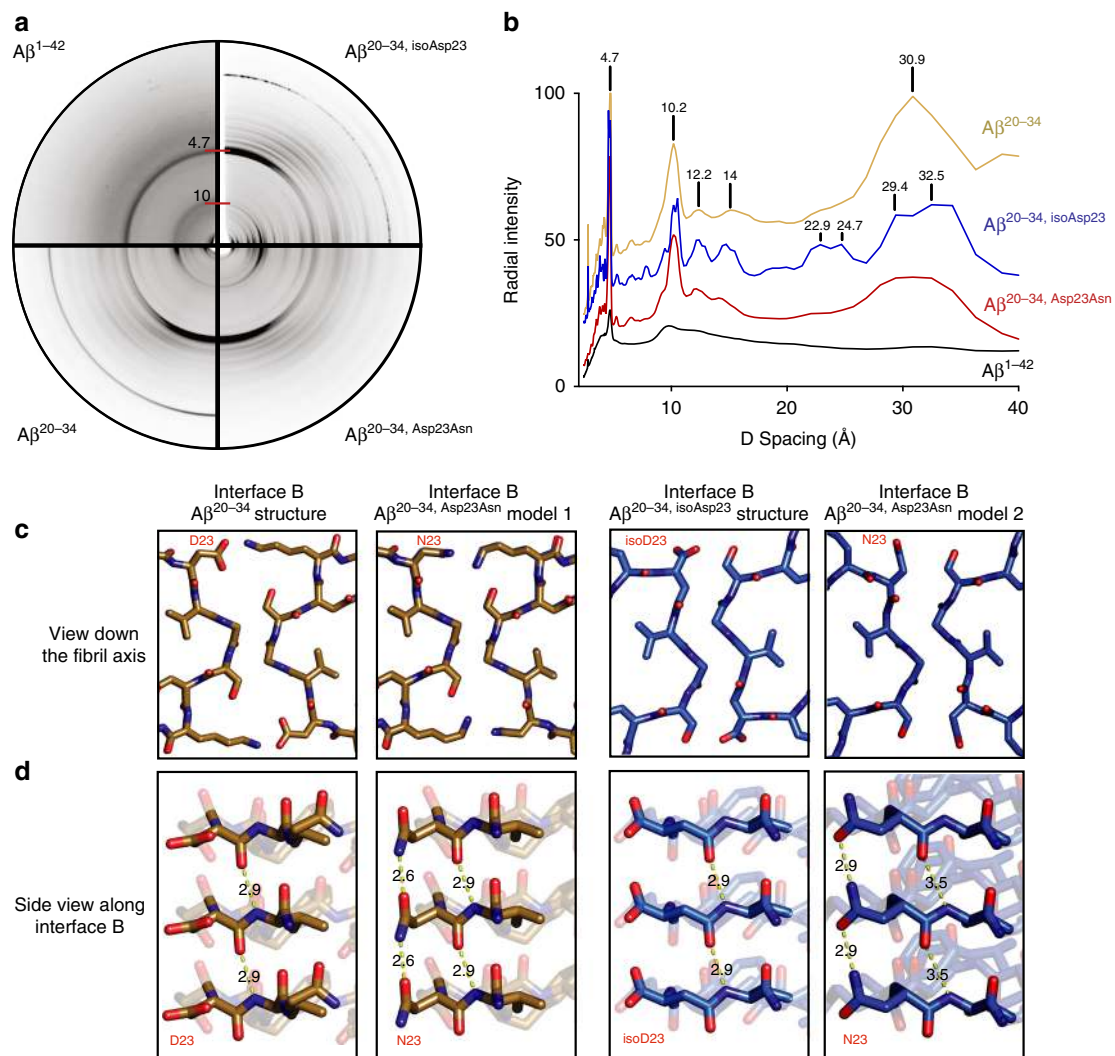 a
Aβ1–42
Aβ20–34, isoAsp23
4.7
10
Aβ20–34
Aβ20–34, Asp23Asn
b
100
50
0
Radial intensity
4.7
10.2
12.2
14
22.9
24.7
29.4
30.9
32.5
Aβ20–34
Aβ20–34, isoAsp23
Aβ20–34, Asp23Asn
Aβ1–42
10
20
30
40
D Spacing (Å)
c
Interface B
Aβ20–34 structure
Interface B
Aβ20–34, Asp23Asn model 1
Interface B
Aβ20–34, isoAsp23 structure
Interface B
Aβ20–34, Asp23Asn model 2
View down
the fibril axis
D23
N23
isoD23
N23
d
Side view along
interface B
2.9
2.9
D23
2.6
2.9
2.6
2.9
N23
2.9
2.9
isoD23
2.9
3.5
2.9
3.5
N23